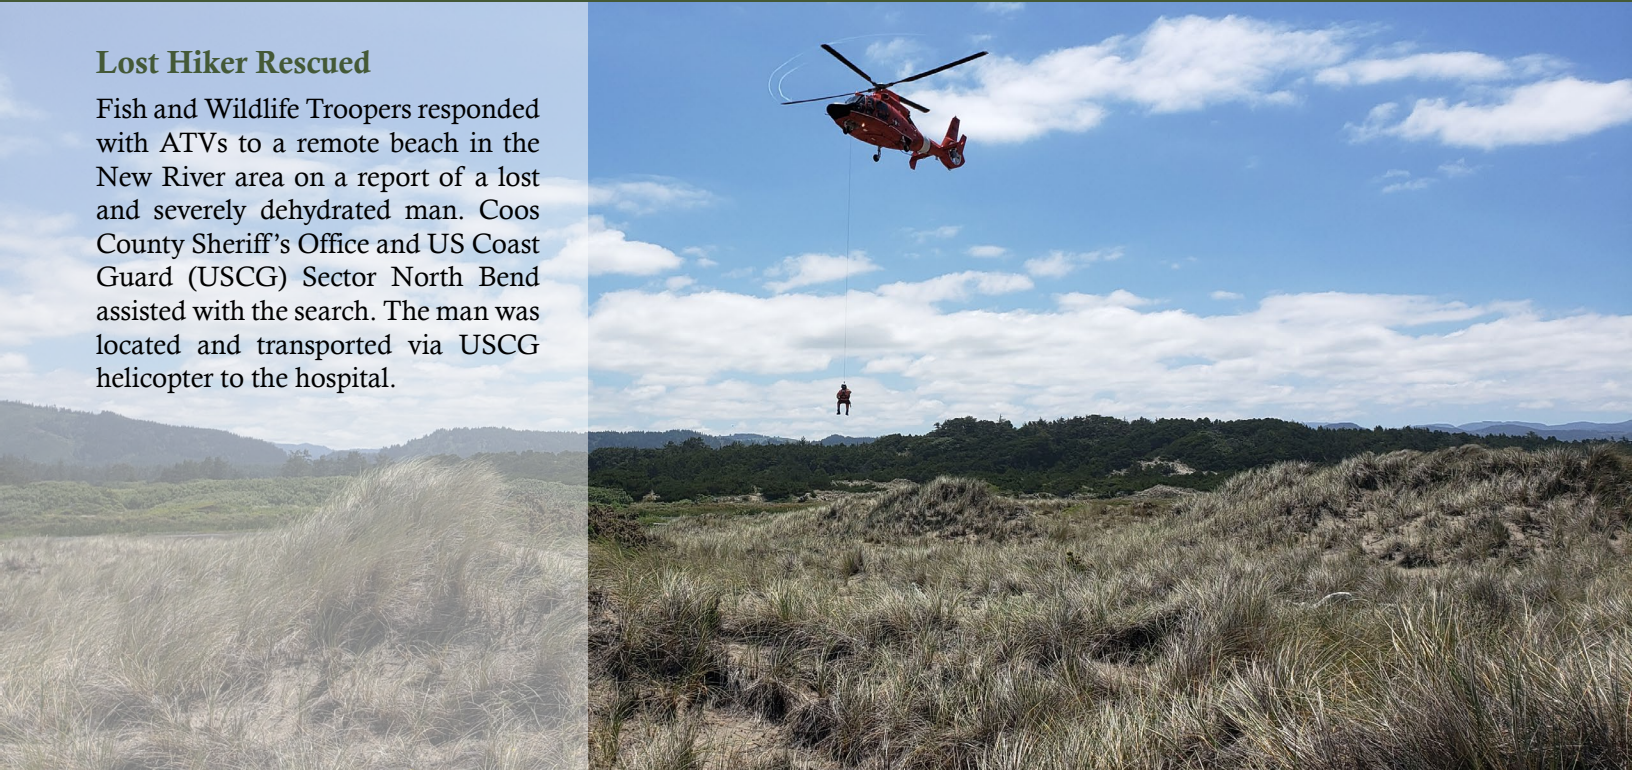 Lost Hiker Rescued
Fish and Wildlife Troopers responded
with ATVs to a remote beach in the
New River area on a report of a lost
and severely dehydrated man. Coos
County Sheriff’s Office and US Coast
Guard (USCG) Sector North Bend
assisted with the search. The man was
located and transported via USCG
helicopter to the hospital.